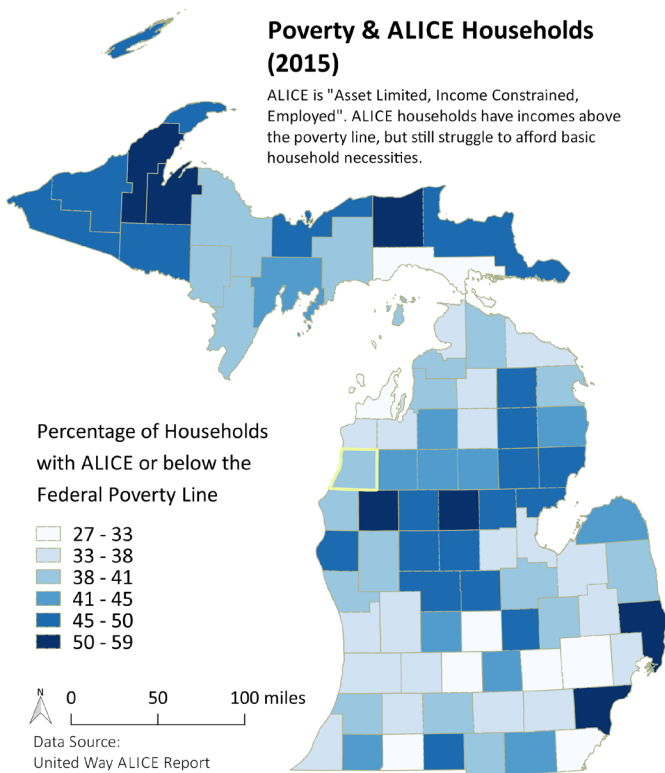 Poverty & ALICE Households
(2015)
ALICE is "Asset Limited, Income Constrained,
Employed". ALICE households have incomes above
the poverty line, but still struggle to afford basic
household necessities.
Percentage of Households
with ALICE or below the
Federal Poverty Line
27 - 33
33 - 38
38 - 41
41 - 45
45 - 50
50 - 59
N
0 50 100 miles
Data Source:
United Way ALICE Report